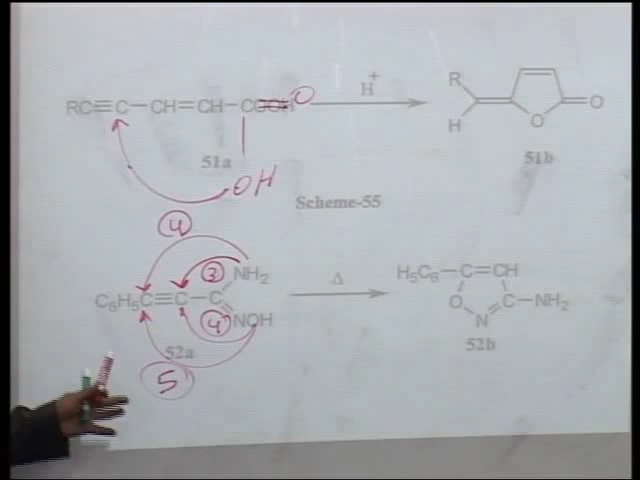 RC≡C—CH=CH—COOH O
H+
R
H
O
O
51a
51b
OH
Scheme-55
4
3
NH2
C6H5C≡C—C
4
NOH
52a
5
Δ
H5C6—C=CH
O
N
C—NH2
52b